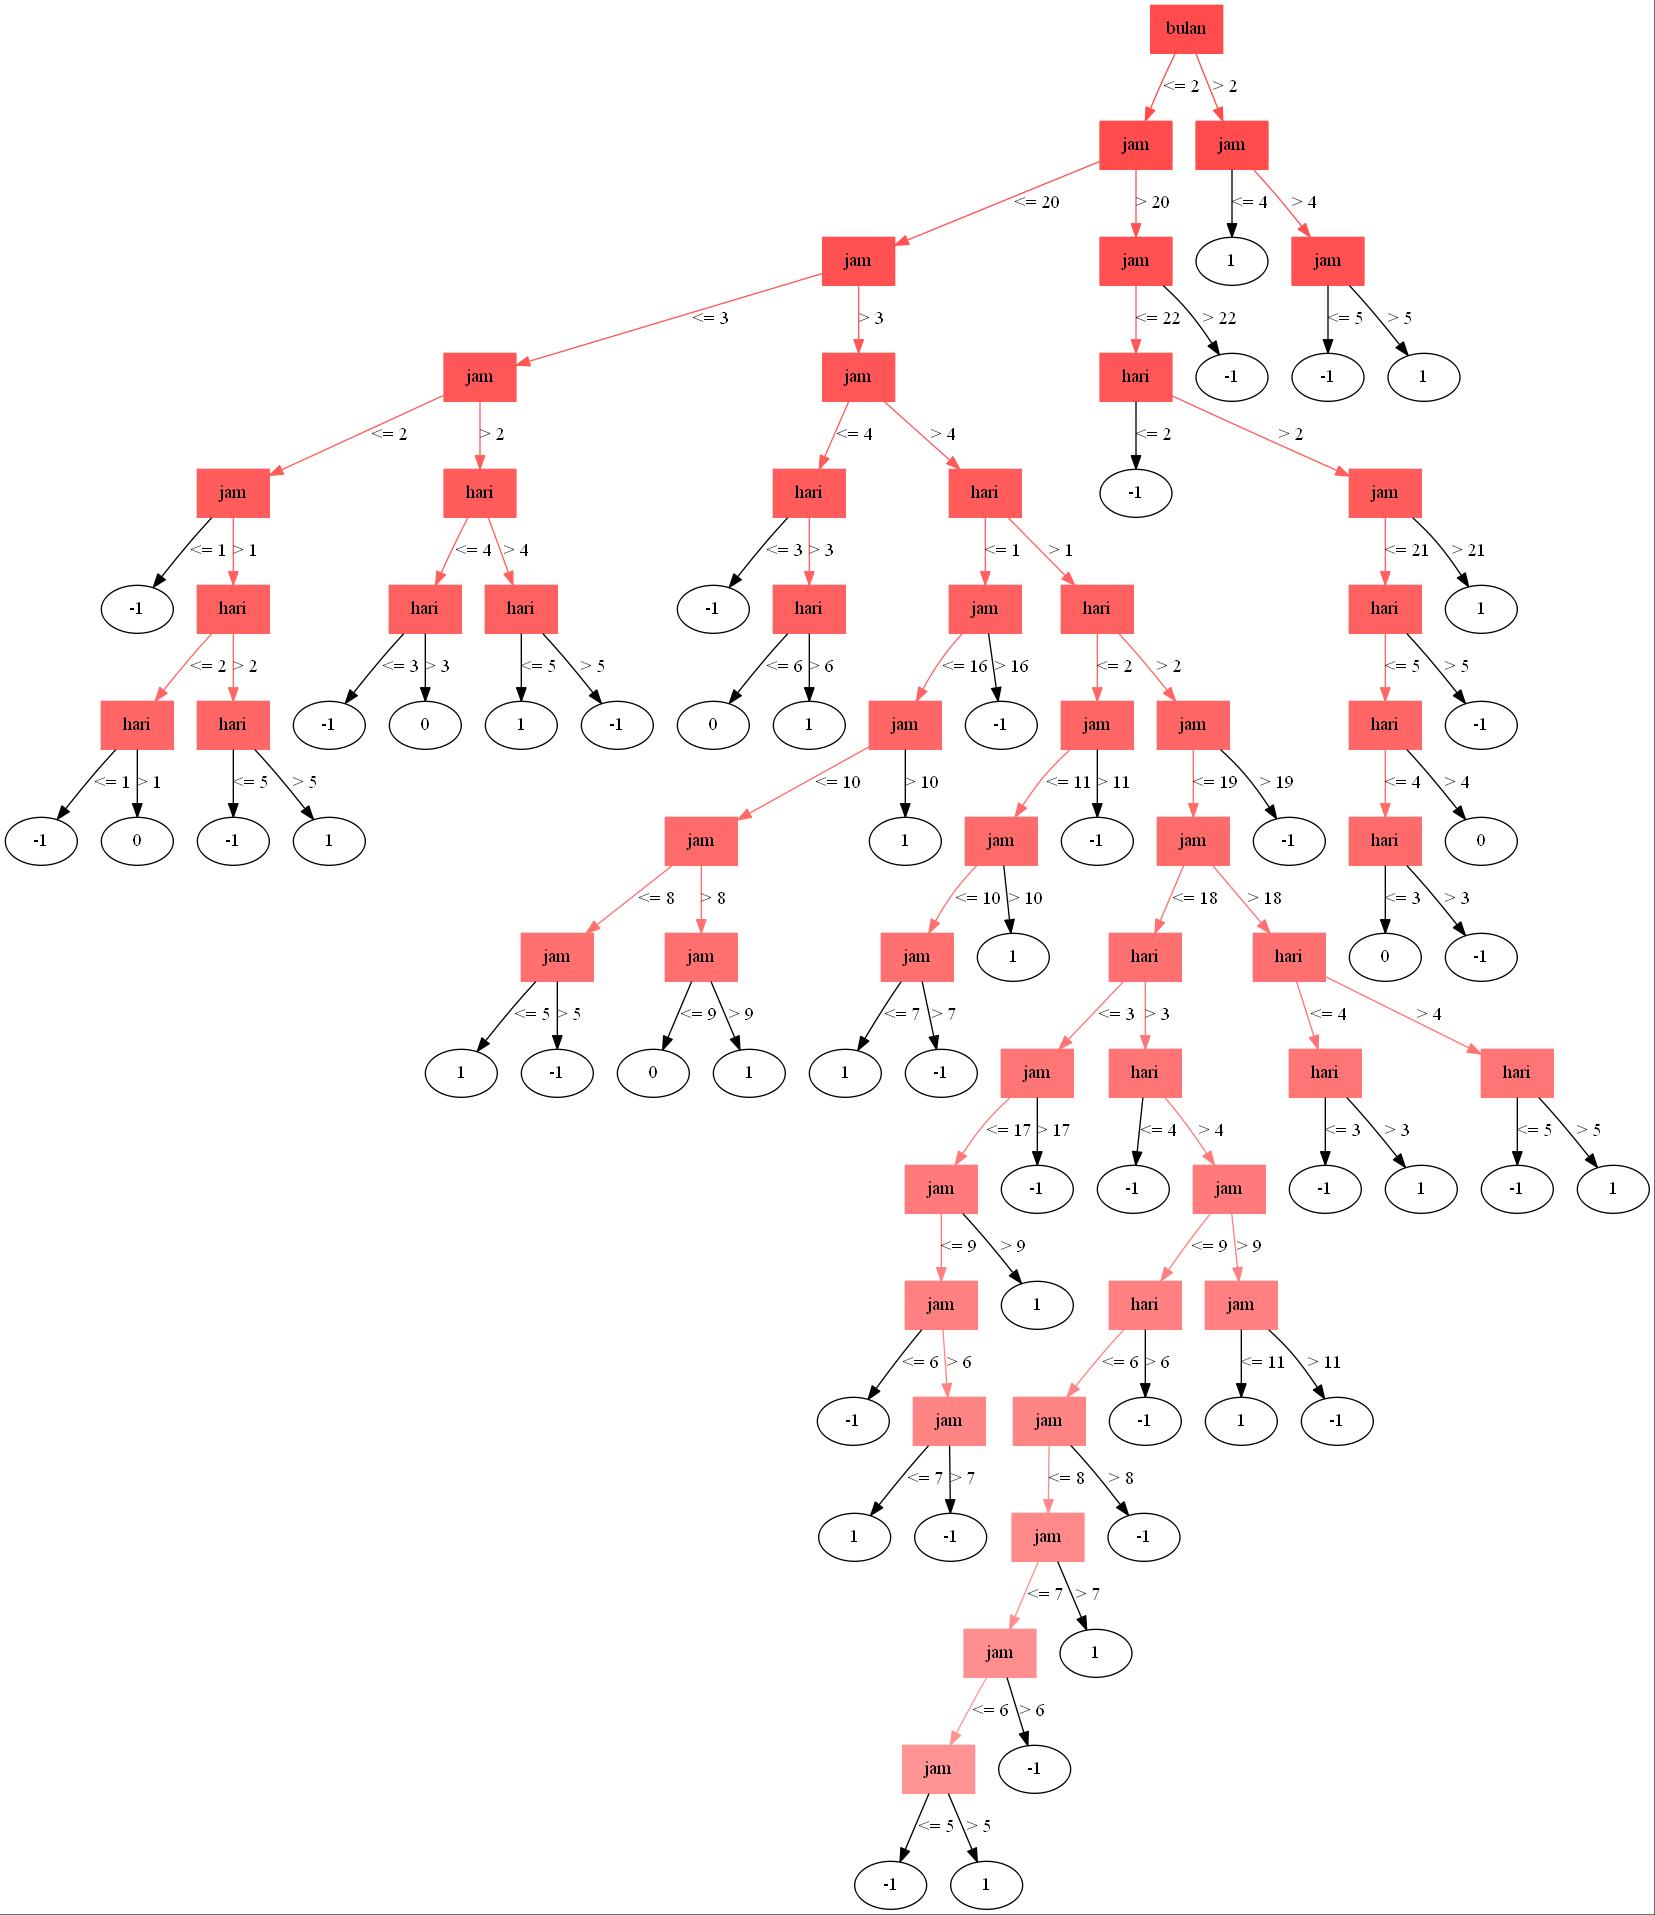 bulan
<= 2 > 2
jam jam
<= 20 > 20 <= 4 > 4
jam jam 1 jam
<= 3 > 3 <= 22 > 22 <= 5 > 5
jam jam hari -1 -1 1
<= 2 > 2 <= 4 > 4 <= 2 > 2
jam hari hari hari -1 jam
<= 1 > 1 <= 4 > 4 <= 3 > 3 <= 1 > 1 <= 21 > 21
-1 hari hari hari -1 hari jam hari hari 1
<= 2 > 2 <= 3 > 3 <= 5 > 5 <= 6 > 6 <= 16 > 16 <= 2 > 2 <= 5 > 5
hari hari -1 0 1 -1 0 1 jam -1 jam jam hari -1
<= 1 > 1 <= 5 > 5 <= 10 > 10 <= 11 > 11 <= 19 > 19 <= 4 > 4
-1 0 -1 1 jam 1 jam -1 jam -1 hari 0
<= 8 > 8 <= 10 > 10 <= 18 > 18 <= 3 > 3
jam jam jam 1 hari hari 0 -1
<= 5 > 5 <= 9 > 9 <= 7 > 7 <= 3 > 3 <= 4 > 4
1 -1 0 1 1 -1 jam hari hari hari
<= 17 > 17 <= 4 > 4 <= 3 > 3 <= 5 > 5
jam -1 -1 jam -1 1 -1 1
<= 9 > 9 <= 9 > 9
jam 1 hari jam
<= 6 > 6 <= 6 > 6 <= 11 > 11
-1 jam jam -1 1 -1
<= 7 > 7 <= 8 > 8
1 -1 jam -1
<= 7 > 7
jam 1
<= 6 > 6
jam -1
<= 5 > 5
-1 1